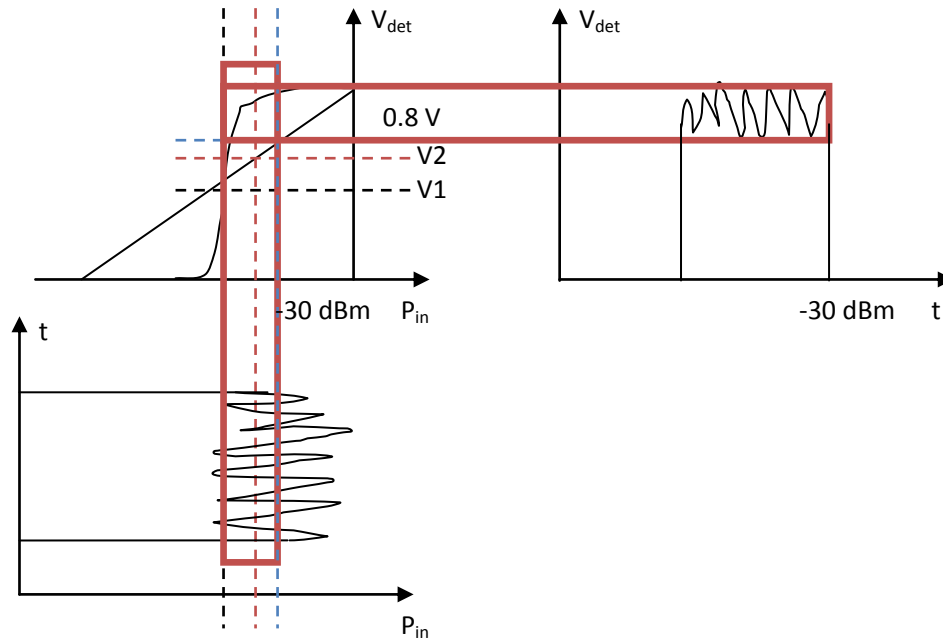 V_det
V_det
0.8 V
V2
V1
-30 dBm
P_in
-30 dBm
t
t
P_in